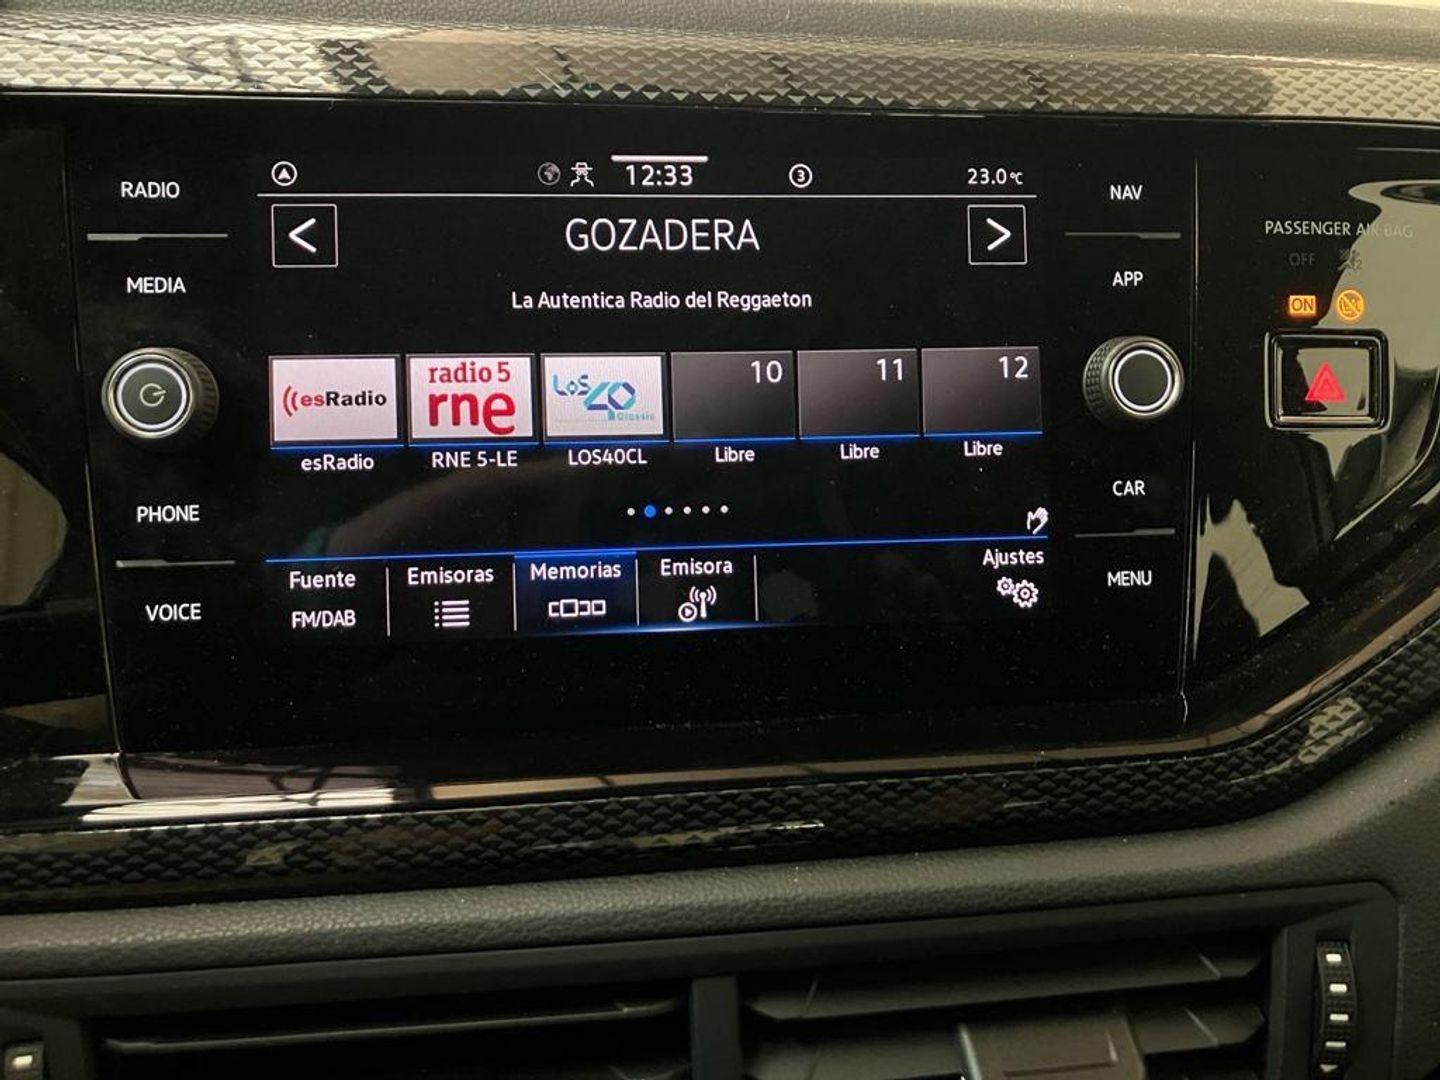 RADIO
MEDIA
PHONE
VOICE
12:33
3
23.0°C
<
GOZADERA
>
La Autentica Radio del Reggaeton
esRadio
radio 5
rne
Los 40
Classic
10
11
12
esRadio
RNE 5-LE
LOS40CL
Libre
Libre
Libre
Fuente
FM/DAB
Emisoras
Memorias
Emisora
Ajustes
NAV
APP
CAR
MENU
PASSENGER AIR BAG
OFF
ON